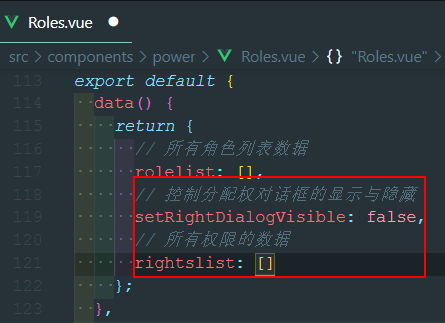 Roles.vue
src > components > power > Roles.vue > {} "Roles.vue" >
113 export default {
114 data() {
115 return {
116 // 所有角色列表数据
117 rolelist: [],
118 // 控制分配权对话框的显示与隐藏
119 setRightDialogVisible: false,
120 // 所有权限的数据
121 rightslist: []
122 };
123 },